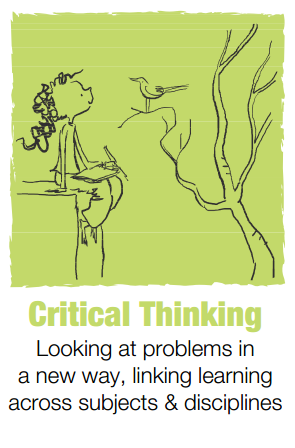 Critical Thinking
Looking at problems in
a new way, linking learning
across subjects & disciplines